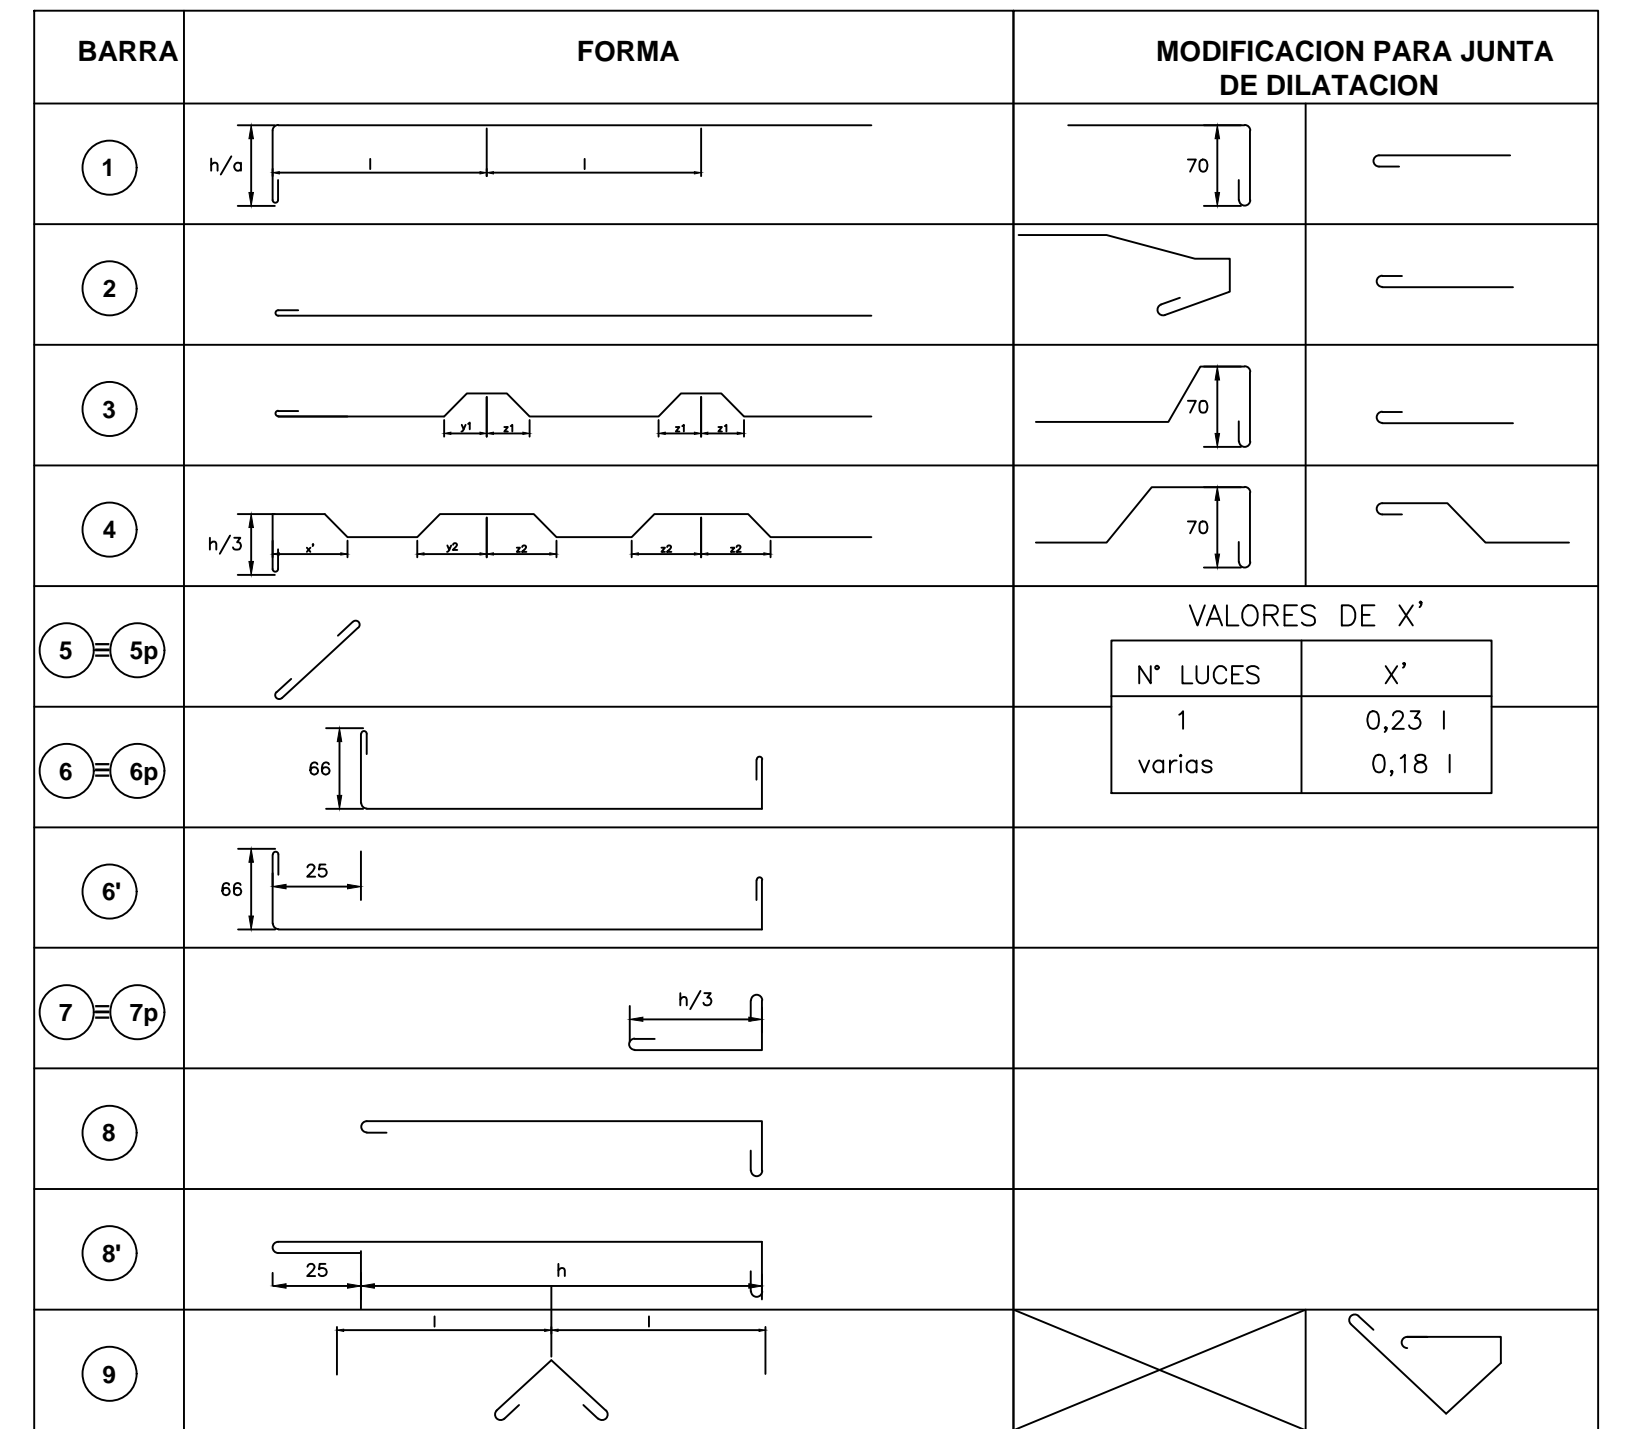 BARRA FORMA MODIFICACION PARA JUNTA
DE DILATACION
1 h/a l l 70
2
3 y1 z1 z1 z1 70
4 h/3 x' y2 z2 z2 z2 70
5 ≡ 5p
VALORES DE X'
N° LUCES X'
1 0,23 l
varias 0,18 l
6 ≡ 6p 66
6' 66 25
7 ≡ 7p h/3
8
8' 25 h
9 l l